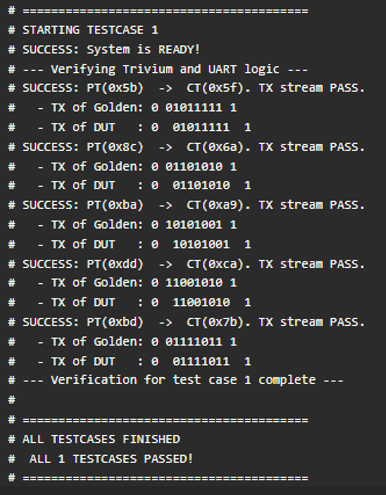 # ========================================
# STARTING TESTCASE 1
# SUCCESS: System is READY!
# --- Verifying Trivium and UART logic ---
# SUCCESS: PT(0x5b)  ->  CT(0x5f). TX stream PASS.
#   - TX of Golden: 0 01011111 1
#   - TX of DUT   : 0  01011111  1
# SUCCESS: PT(0x8c)  ->  CT(0x6a). TX stream PASS.
#   - TX of Golden: 0 01101010 1
#   - TX of DUT   : 0  01101010  1
# SUCCESS: PT(0xba)  ->  CT(0xa9). TX stream PASS.
#   - TX of Golden: 0 10101001 1
#   - TX of DUT   : 0  10101001  1
# SUCCESS: PT(0xdd)  ->  CT(0xca). TX stream PASS.
#   - TX of Golden: 0 11001010 1
#   - TX of DUT   : 0  11001010  1
# SUCCESS: PT(0xbd)  ->  CT(0x7b). TX stream PASS.
#   - TX of Golden: 0 01111011 1
#   - TX of DUT   : 0  01111011  1
# --- Verification for test case 1 complete ---
#
# ========================================
# ALL TESTCASES FINISHED
#  ALL 1 TESTCASES PASSED!
# ========================================